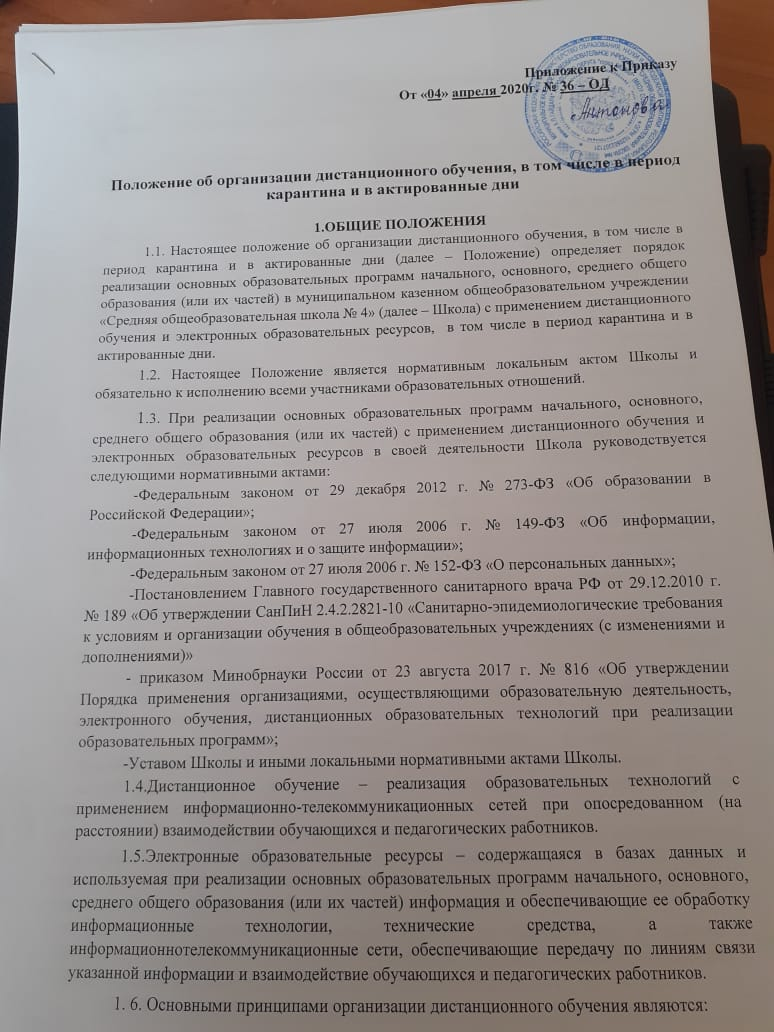 Приложение к Приказу
От «04» апреля 2020г. № 36 – ОД
Антонова
Положение об организации дистанционного обучения, в том числе в период
карантина и в актированные дни
1.ОБЩИЕ ПОЛОЖЕНИЯ
1.1. Настоящее положение об организации дистанционного обучения, в том числе в
период карантина и в актированные дни (далее – Положение) определяет порядок
реализации основных образовательных программ начального, основного, среднего общего
образования (или их частей) в муниципальном казенном общеобразовательном учреждении
«Средняя общеобразовательная школа № 4» (далее – Школа) с применением дистанционного
обучения и электронных образовательных ресурсов, в том числе в период карантина и в
актированные дни.
1.2. Настоящее Положение является нормативным локальным актом Школы и
обязательно к исполнению всеми участниками образовательных отношений.
1.3. При реализации основных образовательных программ начального, основного,
среднего общего образования (или их частей) с применением дистанционного обучения и
электронных образовательных ресурсов в своей деятельности Школа руководствуется
следующими нормативными актами:
-Федеральным законом от 29 декабря 2012 г. № 273-ФЗ «Об образовании в
Российской Федерации»;
-Федеральным законом от 27 июля 2006 г. № 149-ФЗ «Об информации,
информационных технологиях и о защите информации»;
-Федеральным законом от 27 июля 2006 г. № 152-ФЗ «О персональных данных»;
-Постановлением Главного государственного санитарного врача РФ от 29.12.2010 г.
№ 189 «Об утверждении СанПиН 2.4.2.2821-10 «Санитарно-эпидемиологические требования
к условиям и организации обучения в общеобразовательных учреждениях (с изменениями и
дополнениями)»
- приказом Минобрнауки России от 23 августа 2017 г. № 816 «Об утверждении
Порядка применения организациями, осуществляющими образовательную деятельность,
электронного обучения, дистанционных образовательных технологий при реализации
образовательных программ»;
-Уставом Школы и иными локальными нормативными актами Школы.
1.4.Дистанционное обучение – реализация образовательных технологий с
применением информационно-телекоммуникационных сетей при опосредованном (на
расстоянии) взаимодействии обучающихся и педагогических работников.
1.5.Электронные образовательные ресурсы – содержащаяся в базах данных и
используемая при реализации основных образовательных программ начального, основного,
среднего общего образования (или их частей) информация и обеспечивающие ее обработку
информационные технологии, технические средства, а также
информационнотелекоммуникационные сети, обеспечивающие передачу по линиям связи
указанной информации и взаимодействие обучающихся и педагогических работников.
1. 6. Основными принципами организации дистанционного обучения являются: